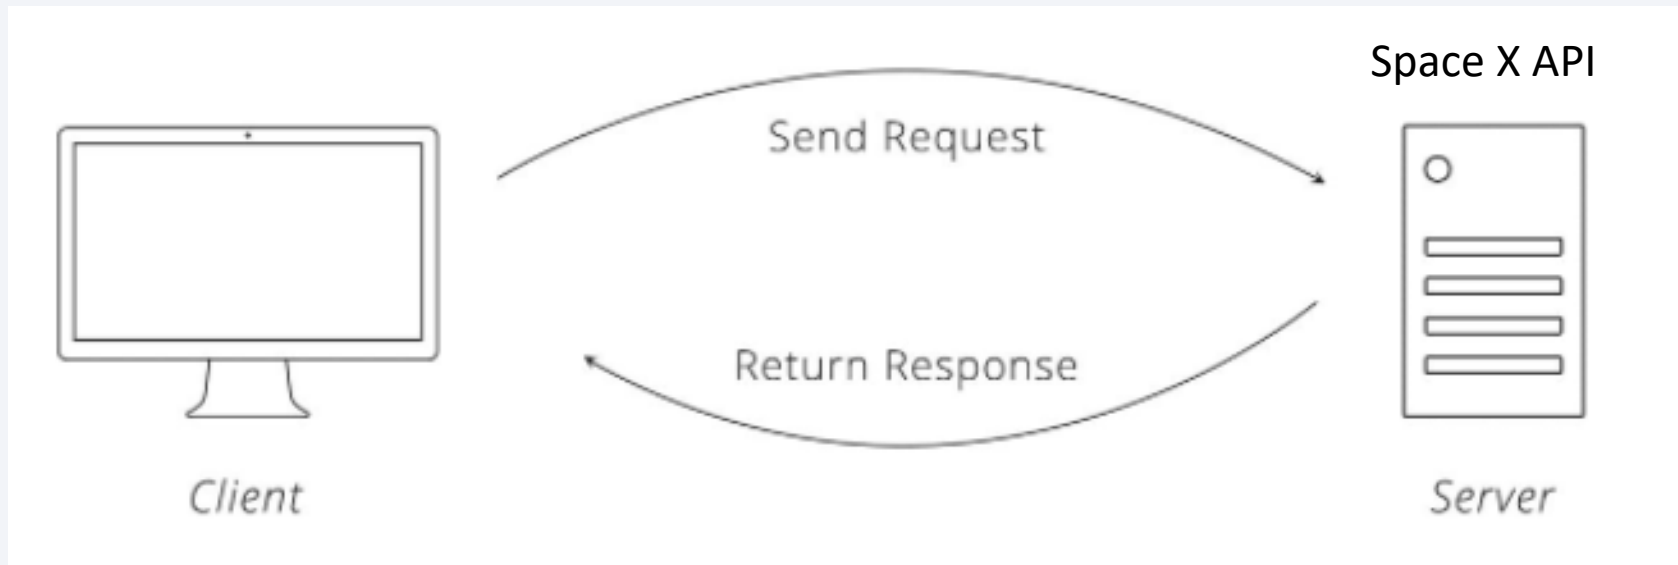 Space X API
Send Request
Return Response
Client
Server